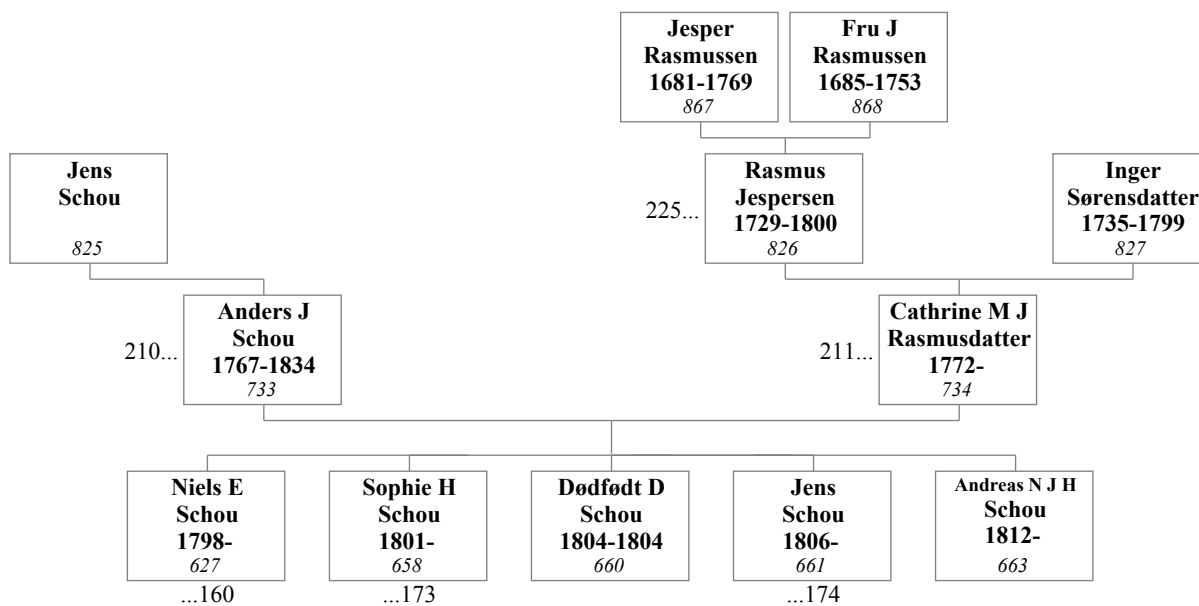 Jesper
Rasmussen
1681-1769
867
Fru J
Rasmussen
1685-1753
868
Jens
Schou
825
225...
Rasmus
Jespersen
1729-1800
826
Inger
Sørensdatter
1735-1799
827
210...
Anders J
Schou
1767-1834
733
211...
Cathrine M J
Rasmusdatter
1772-
734
Niels E
Schou
1798-
627
...160
Sophie H
Schou
1801-
658
...173
Dødfødt D
Schou
1804-1804
660
Jens
Schou
1806-
661
...174
Andreas N J H
Schou
1812-
663